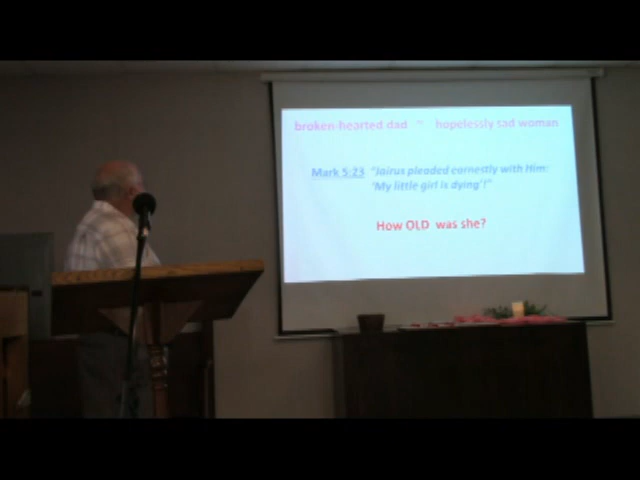 broken-hearted dad ~ hopelessly sad woman
Mark 5:23 "Jairus pleaded earnestly with Him:
'My little girl is dying'!"
How OLD was she?